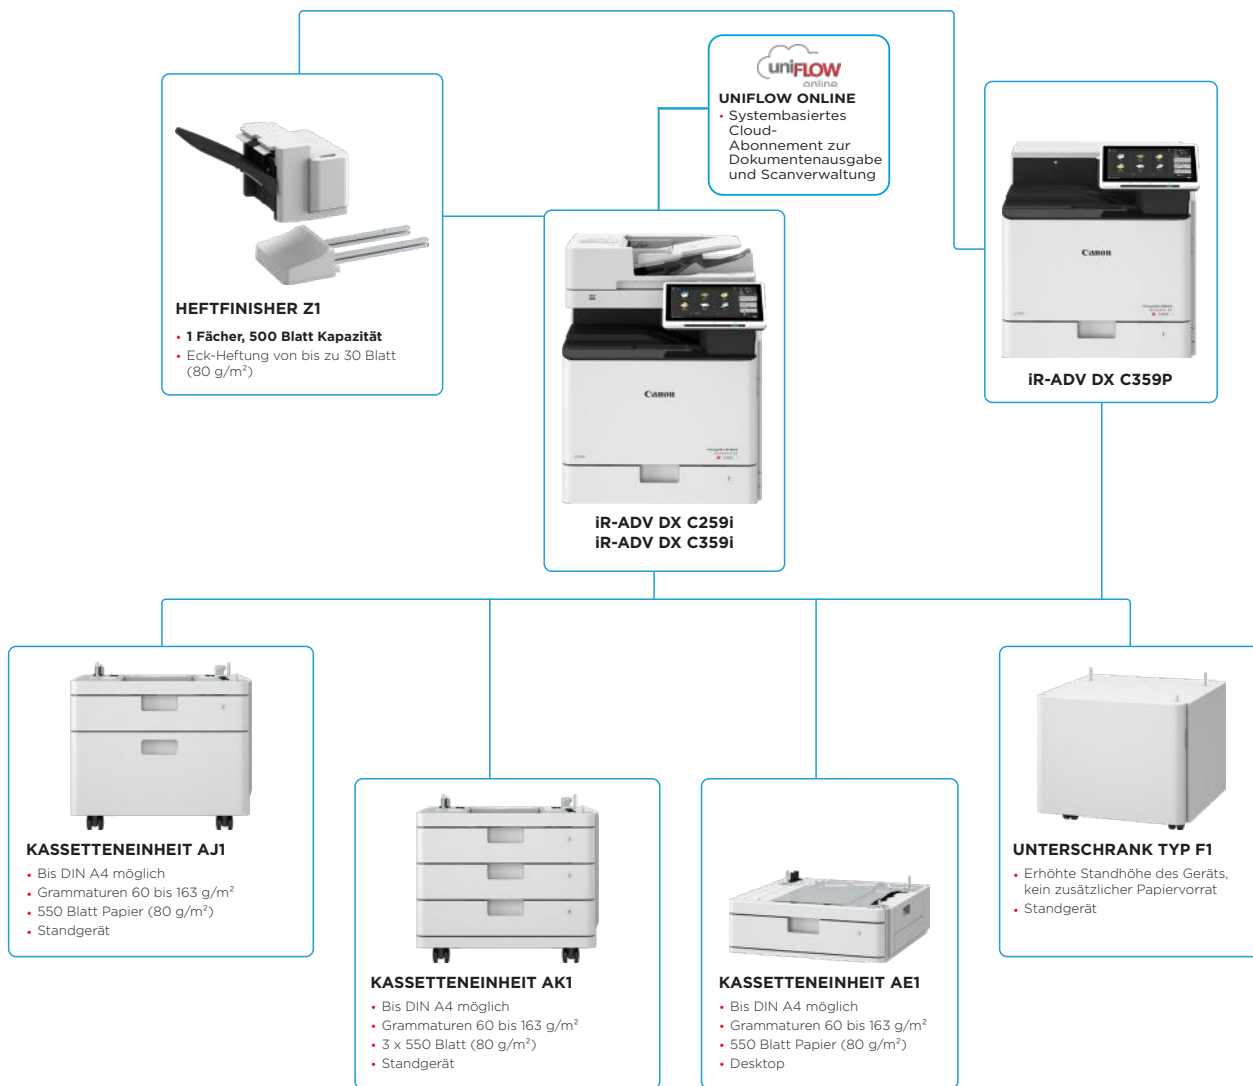 uniFLOW
online
UNIFLOW ONLINE
• Systembasiertes
Cloud-
Abonnement zur
Dokumentenausgabe
und Scanverwaltung
HEFTFINISHER Z1
• 1 Fächer, 500 Blatt Kapazität
• Eck-Heftung von bis zu 30 Blatt
(80 g/m²)
Canon
iR-ADV DX C259i
iR-ADV DX C359i
Canon
iR-ADV DX C359P
KASSETTENEINHEIT AJ1
• Bis DIN A4 möglich
• Grammaturen 60 bis 163 g/m²
• 550 Blatt Papier (80 g/m²)
• Standgerät
KASSETTENEINHEIT AK1
• Bis DIN A4 möglich
• Grammaturen 60 bis 163 g/m²
• 3 x 550 Blatt (80 g/m²)
• Standgerät
KASSETTENEINHEIT AE1
• Bis DIN A4 möglich
• Grammaturen 60 bis 163 g/m²
• 550 Blatt Papier (80 g/m²)
• Desktop
UNTERSCHRANK TYP F1
• Erhöhte Standhöhe des Geräts,
kein zusätzlicher Papiervorrat
• Standgerät